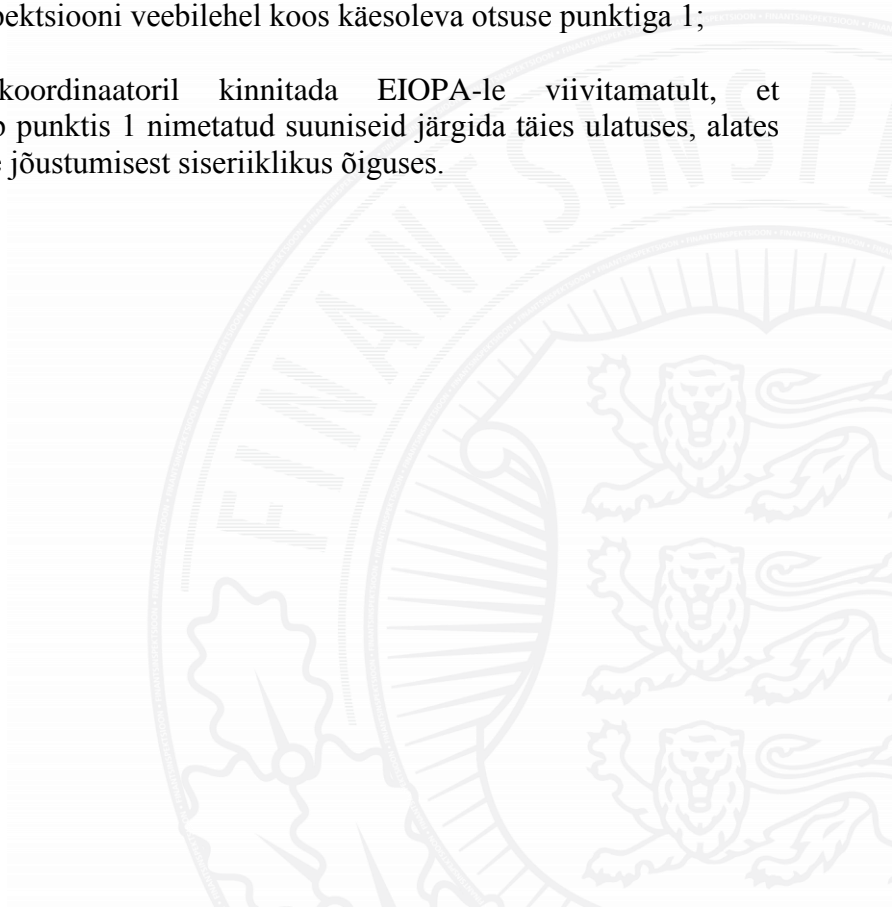 pektsiooni veebilehel koos käesoleva otsuse punktiga 1;
koordinaatoril kinnitada EIOPA-le viivitamatult, et
punktis 1 nimetatud suuniseid järgida täies ulatuses, alates
jõustumisest siseriiklikus õiguses.
FINANTSINSP